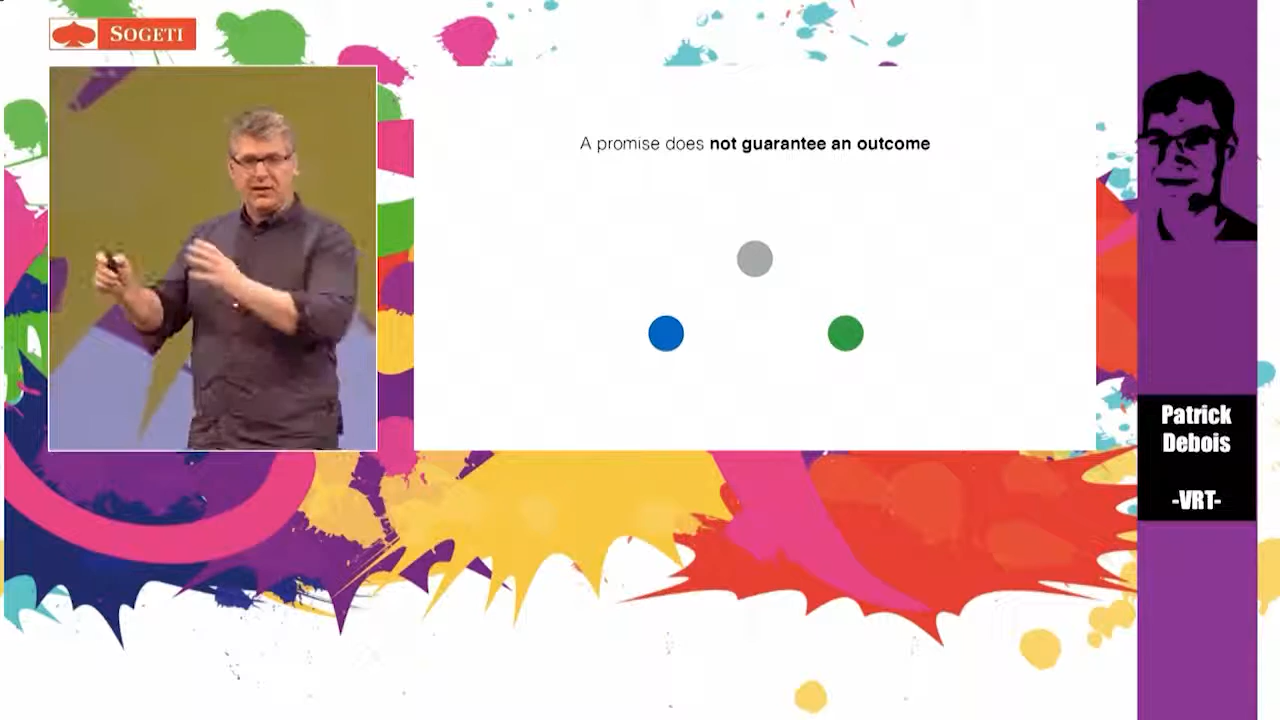 SOGETI
A promise does not guarantee an outcome
Patrick
Debois
-VRT-